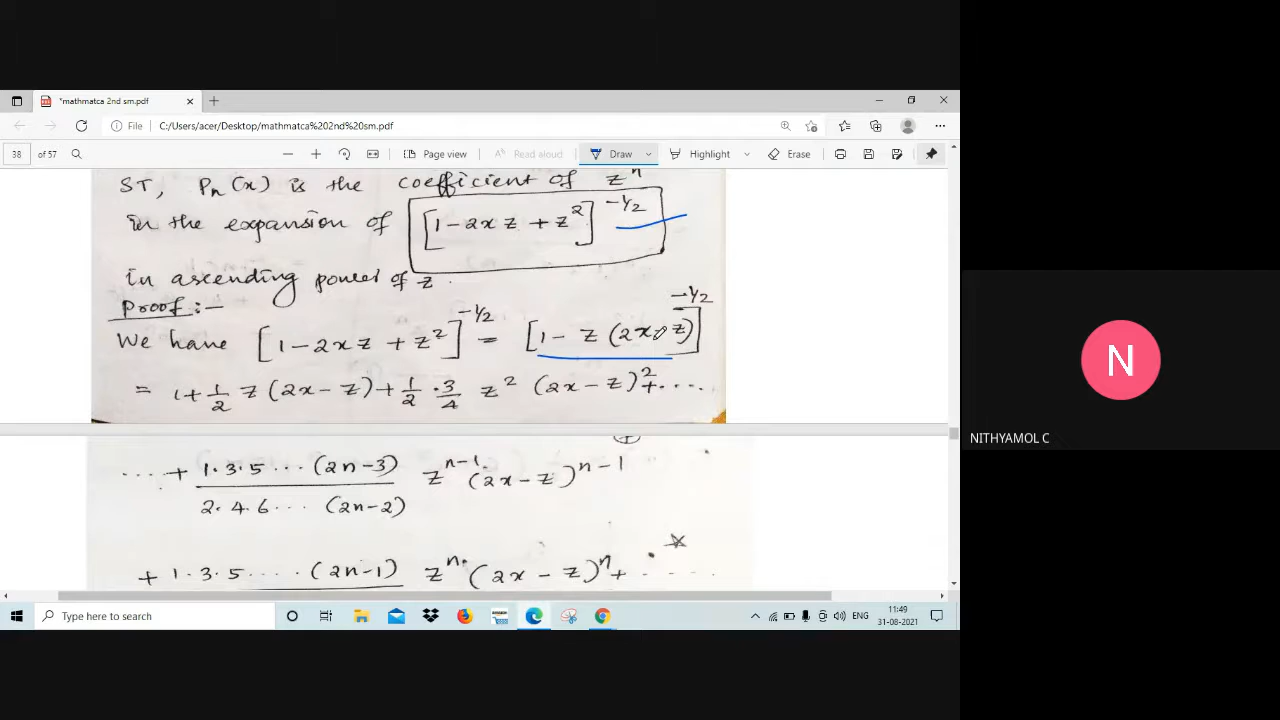 *mathmatca 2nd sm.pdf
File C:/Users/acer/Desktop/mathmatca%202nd%20sm.pdf
38 of 57 Page view Read aloud Draw Highlight Erase
ST, Pn(x) is the coefficient of z^n
in the expansion of [1-2xz+z^2]^-1/2
in ascending power of z.
Proof:-
We have [1-2xz+z^2]^-1/2 = [1-z(2x-z)]^-1/2
= 1+1/2 z(2x-z)+1/2·3/4 z^2 (2x-z)^2+....
....+ 1·3·5...(2n-3) / 2·4·6...(2n-2) z^n-1 (2x-z)^n-1
+ 1·3·5....(2n-1) z^n (2x-z)^n+.....
N
NITHYAMOL C
Type here to search
ENG
11:49
31-08-2021